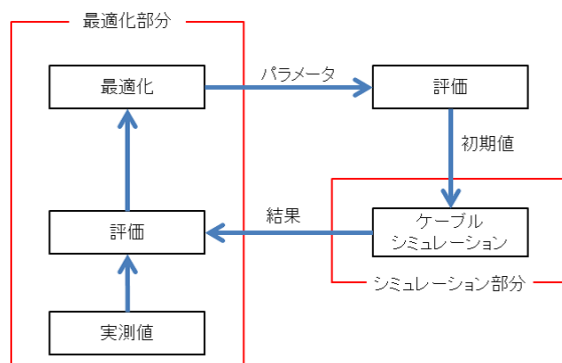 最適化部分
最適化
パラメータ
評価
初期値
評価
結果
ケーブル
シミュレーション
シミュレーション部分
実測値